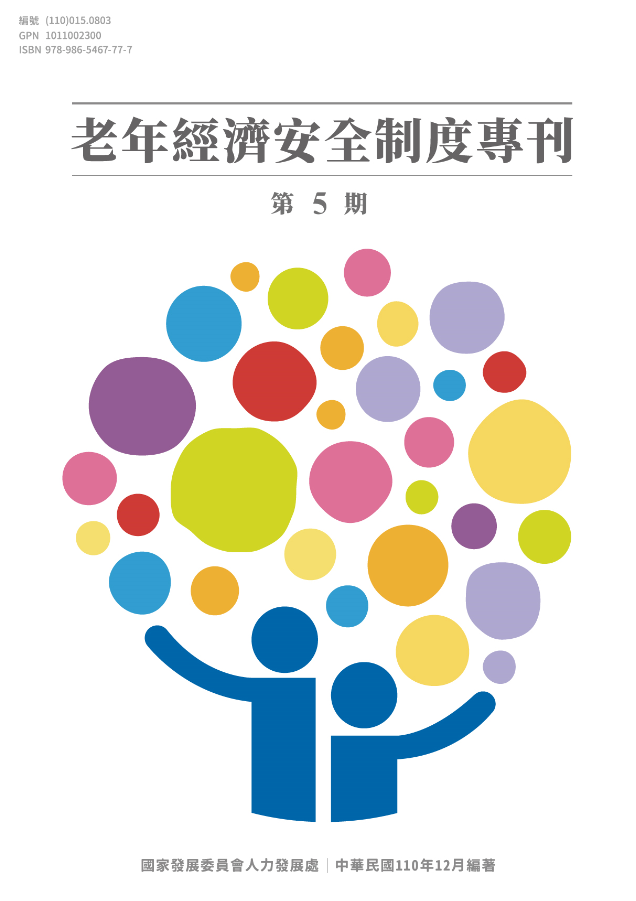 編號 (110)015.0803
GPN 1011002300
ISBN 978-986-5467-77-7
老年經濟安全制度專刊
第 5 期
國家發展委員會人力發展處｜中華民國110年12月編著